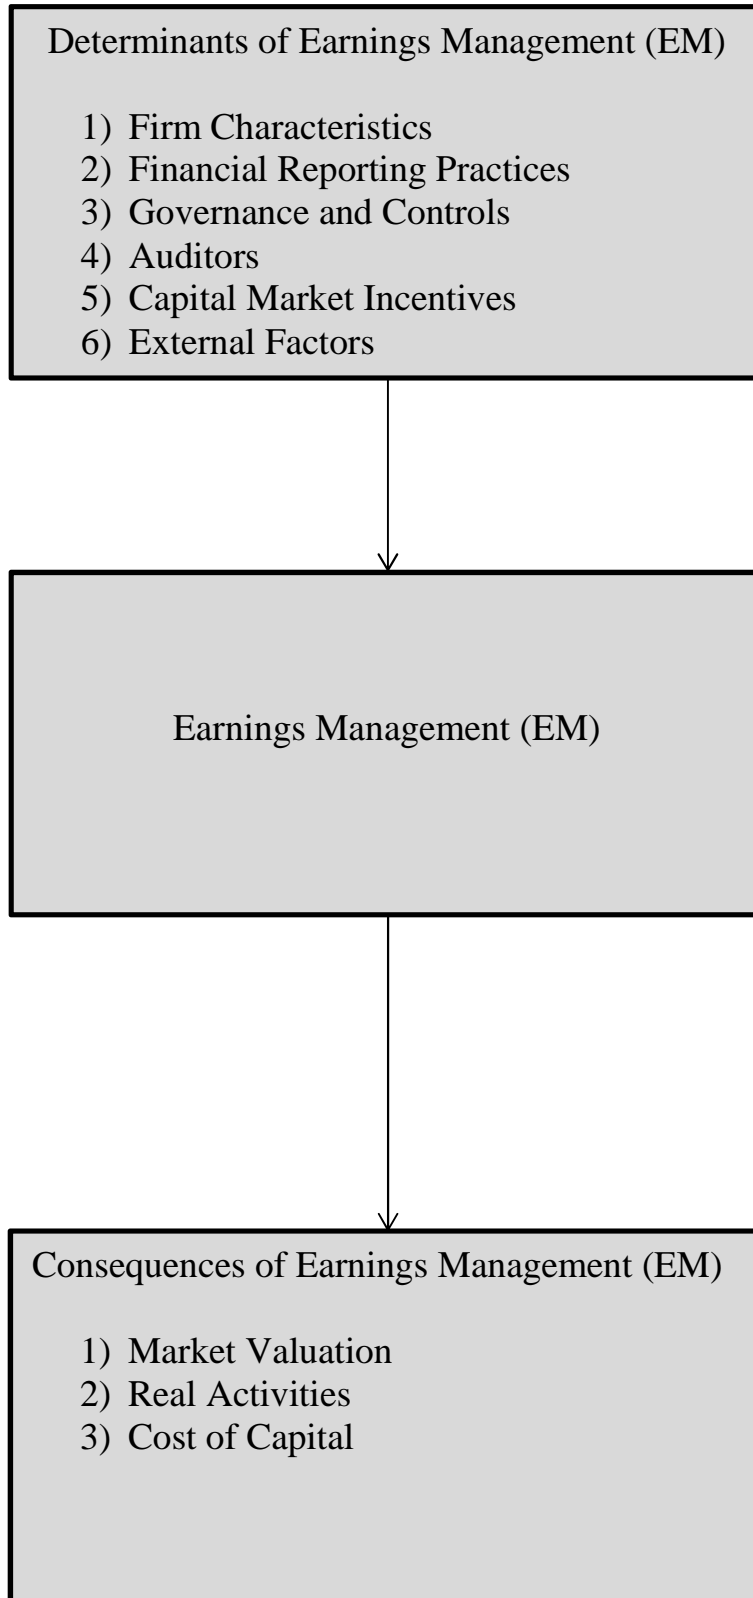 Determinants of Earnings Management (EM)
1) Firm Characteristics
2) Financial Reporting Practices
3) Governance and Controls
4) Auditors
5) Capital Market Incentives
6) External Factors
Earnings Management (EM)
Consequences of Earnings Management (EM)
1) Market Valuation
2) Real Activities
3) Cost of Capital